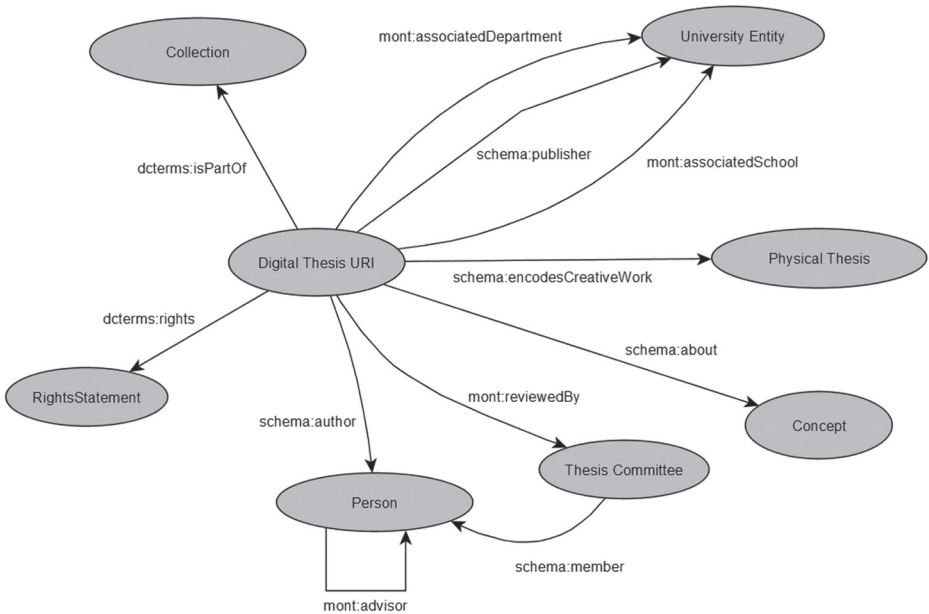 mont:associatedDepartment
University Entity
Collection
schema:publisher
mont:associatedSchool
dcterms:isPartOf
Digital Thesis URI
Physical Thesis
schema:encodesCreativeWork
dcterms:rights
schema:about
RightsStatement
mont:reviewedBy
schema:author
Concept
Thesis Committee
Person
schema:member
mont:advisor